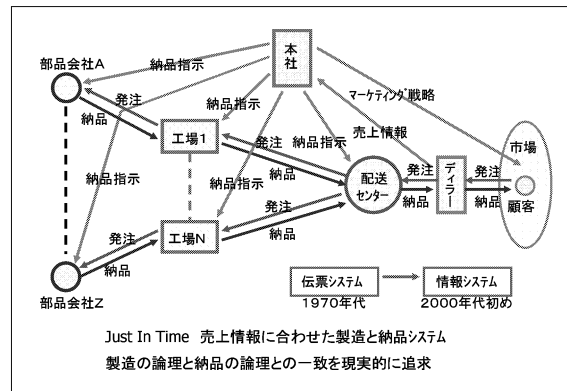 本社
部品会社A
納品指示
マーケティング戦略
発注
納品指示
納品
工場1
発注
納品指示
売上情報
市場
納品
配送センター
発注
ディラー
発注
納品
納品
顧客
納品指示
納品指示
発注
発注
工場N
納品
納品
部品会社Z
伝票システム
情報システム
1970年代
2000年代初め
Just In Time 売上情報に合わせた製造と納品システム
製造の論理と納品の論理との一致を現実的に追求